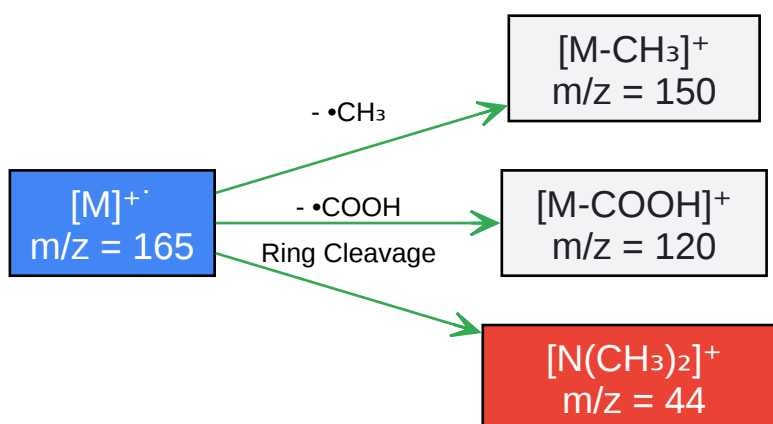 [M-CH₃]⁺
m/z = 150
- •CH₃
[M]⁺˙
m/z = 165
- •COOH
[M-COOH]⁺
m/z = 120
Ring Cleavage
[N(CH₃)₂]⁺
m/z = 44